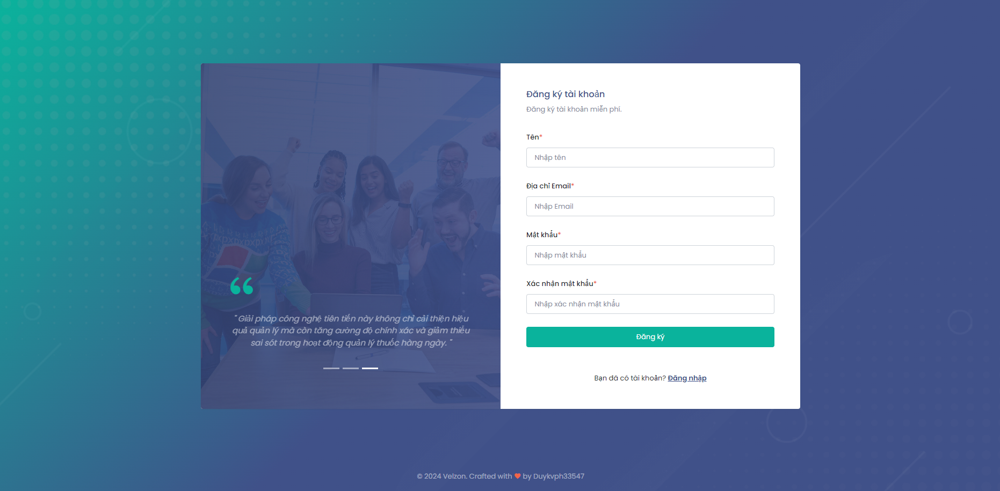 " Giải pháp công nghệ tiên tiến này không chỉ cải thiện hiệu
quả quản lý mà còn tăng cường độ chính xác và giảm thiểu
sai sót trong hoạt động quản lý thuốc hàng ngày. "
Đăng ký tài khoản
Đăng ký tài khoản miễn phí.
Tên*
Nhập tên
Địa chỉ Email*
Nhập Email
Mật khẩu*
Nhập mật khẩu
Xác nhận mật khẩu*
Nhập xác nhận mật khẩu
Đăng ký
Bạn đã có tài khoản? Đăng nhập
© 2024 Velzon. Crafted with ❤ by Duykvph33547